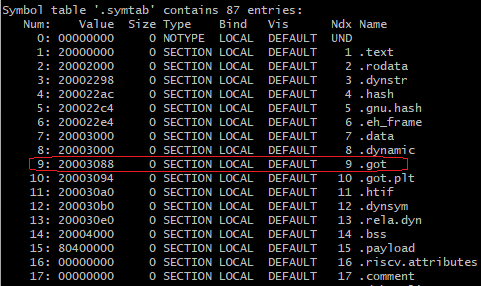 Symbol table '.symtab' contains 87 entries:
Num: Value Size Type Bind Vis Ndx Name
0: 00000000 0 NOTYPE LOCAL DEFAULT UND
1: 20000000 0 SECTION LOCAL DEFAULT 1 .text
2: 20002000 0 SECTION LOCAL DEFAULT 2 .rodata
3: 20002298 0 SECTION LOCAL DEFAULT 3 .dynstr
4: 200022ac 0 SECTION LOCAL DEFAULT 4 .hash
5: 200022c4 0 SECTION LOCAL DEFAULT 5 .gnu.hash
6: 200022e4 0 SECTION LOCAL DEFAULT 6 .eh_frame
7: 20003000 0 SECTION LOCAL DEFAULT 7 .data
8: 20003000 0 SECTION LOCAL DEFAULT 8 .dynamic
9: 20003088 0 SECTION LOCAL DEFAULT 9 .got
10: 20003094 0 SECTION LOCAL DEFAULT 10 .got.plt
11: 200030a0 0 SECTION LOCAL DEFAULT 11 .htif
12: 200030b0 0 SECTION LOCAL DEFAULT 12 .dynsym
13: 200030e0 0 SECTION LOCAL DEFAULT 13 .rela.dyn
14: 20004000 0 SECTION LOCAL DEFAULT 14 .bss
15: 80400000 0 SECTION LOCAL DEFAULT 15 .payload
16: 00000000 0 SECTION LOCAL DEFAULT 16 .riscv.attributes
17: 00000000 0 SECTION LOCAL DEFAULT 17 .comment